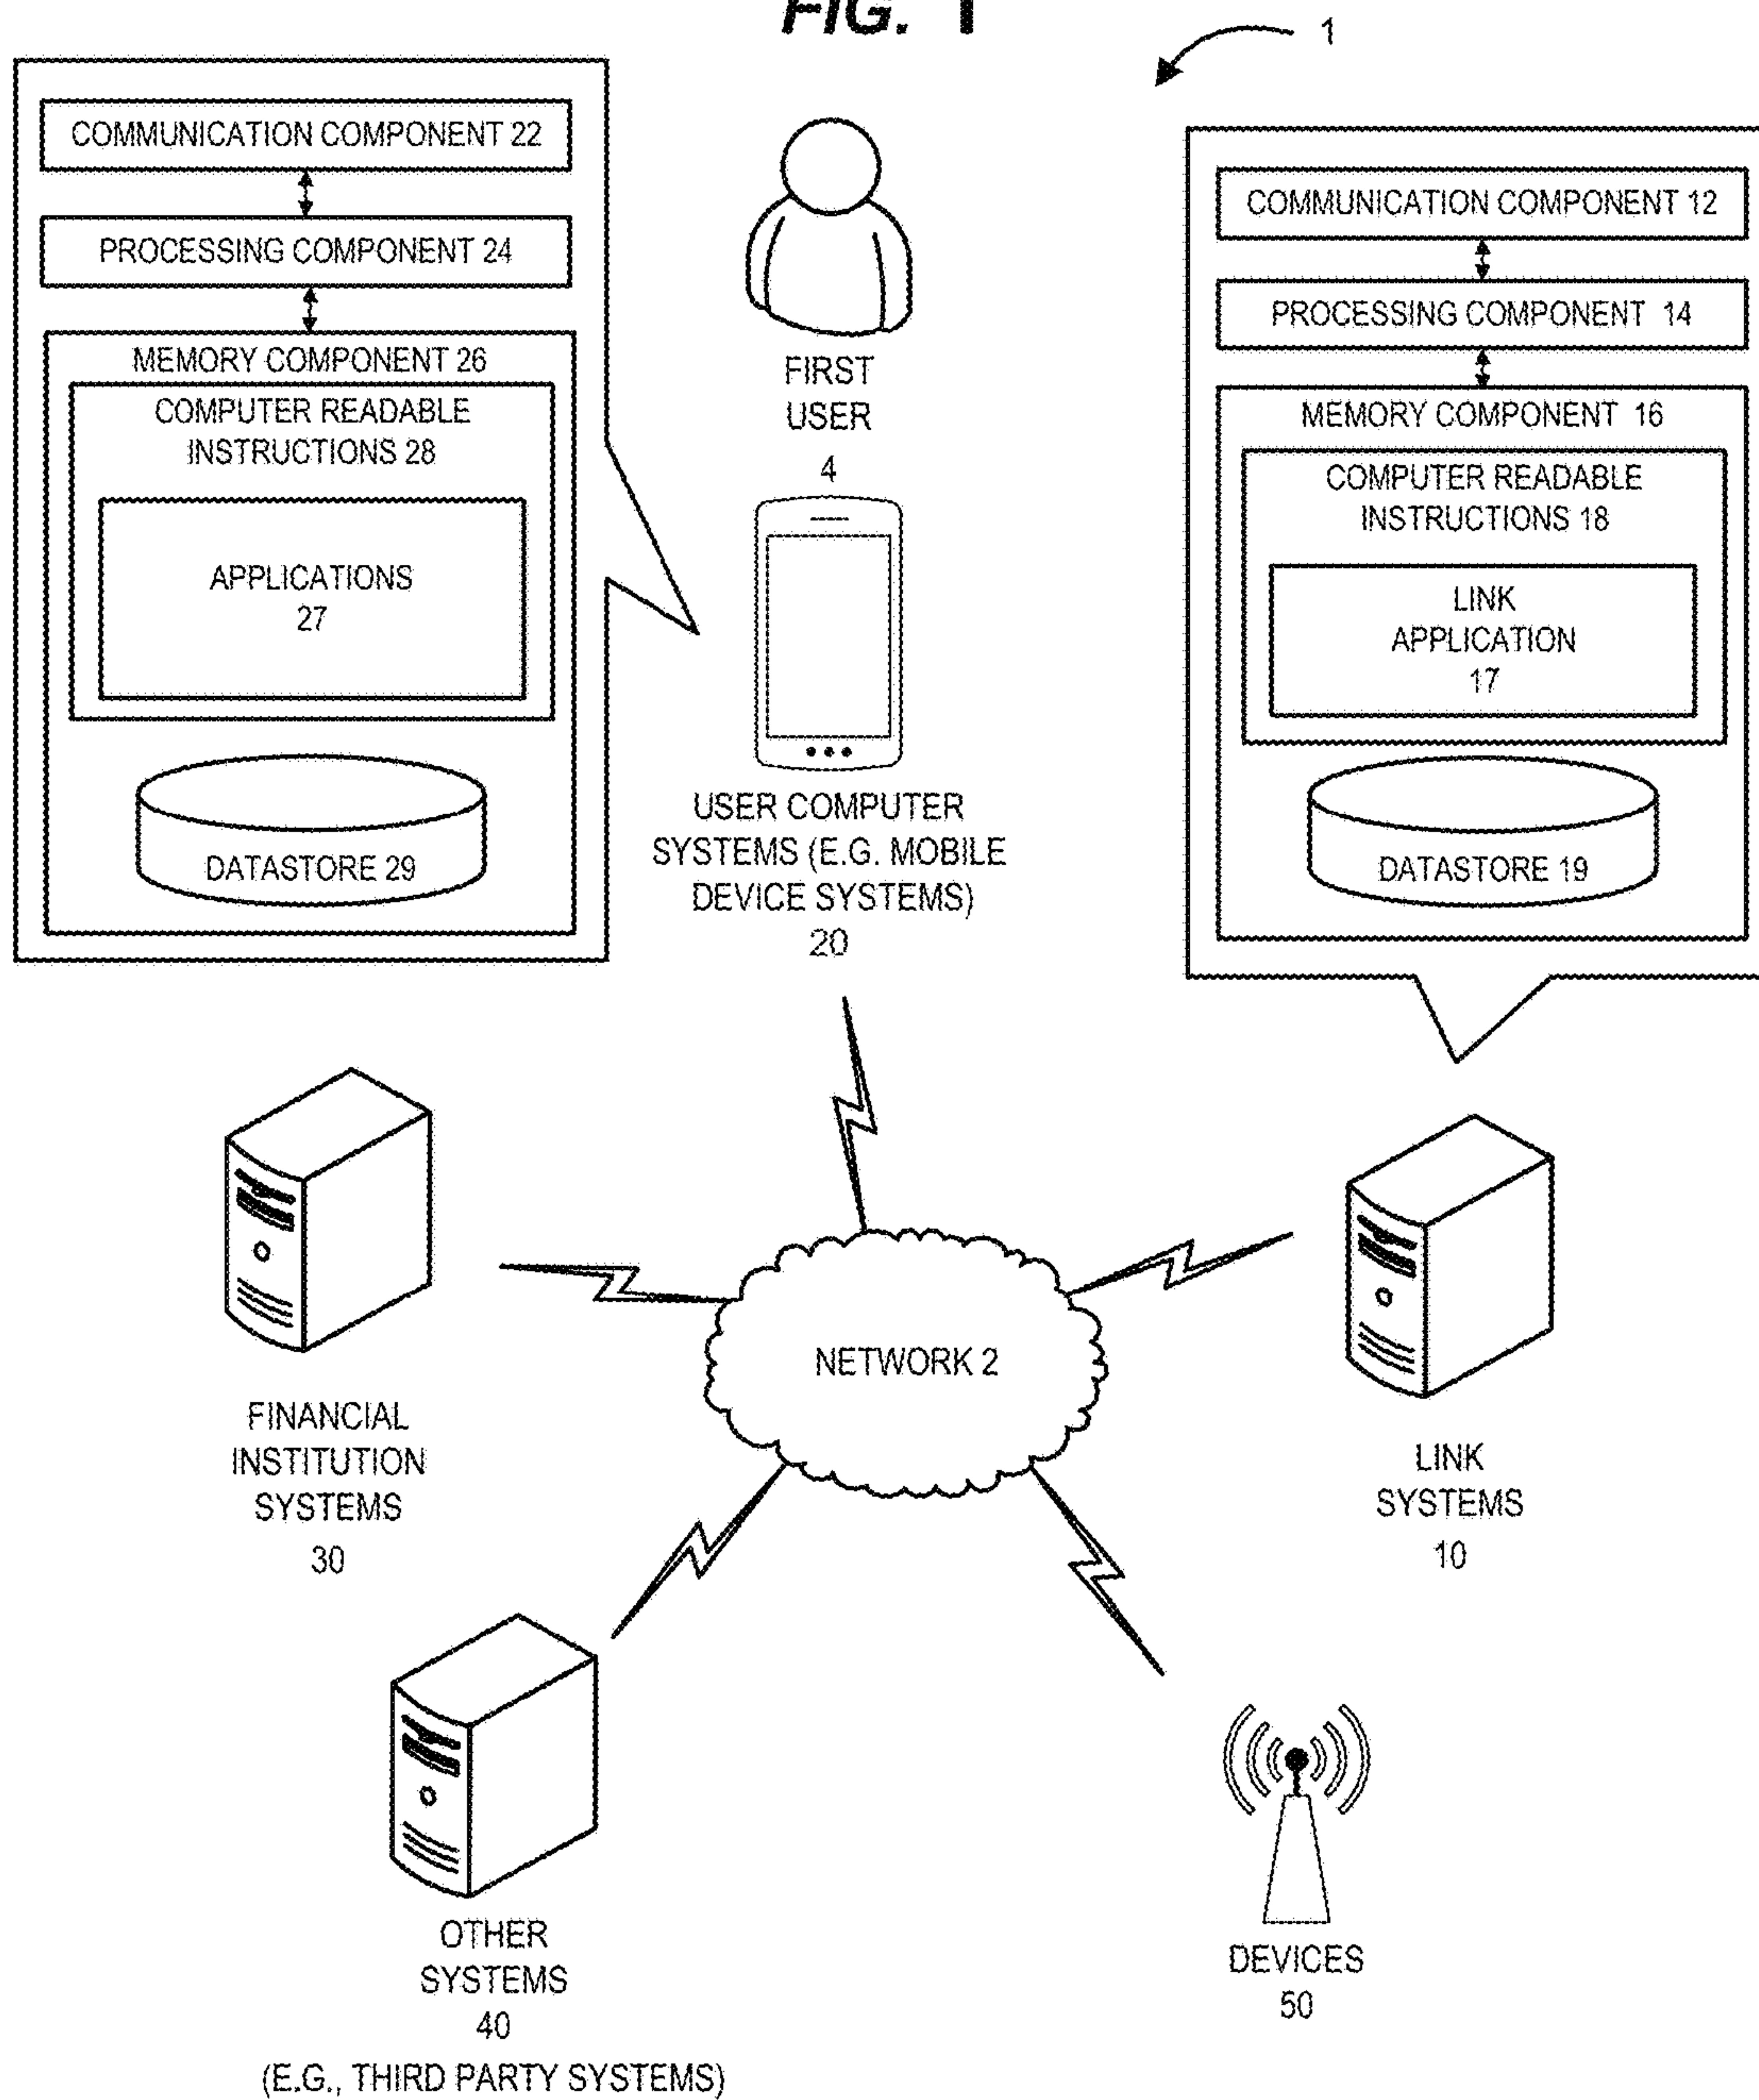 FIG. 1
1
COMMUNICATION COMPONENT 22
PROCESSING COMPONENT 24
MEMORY COMPONENT 26
COMPUTER READABLE
INSTRUCTIONS 28
APPLICATIONS
27
DATASTORE 29
FIRST
USER
4
USER COMPUTER
SYSTEMS (E.G. MOBILE
DEVICE SYSTEMS)
20
COMMUNICATION COMPONENT 12
PROCESSING COMPONENT 14
MEMORY COMPONENT 16
COMPUTER READABLE
INSTRUCTIONS 18
LINK
APPLICATION
17
DATASTORE 19
FINANCIAL
INSTITUTION
SYSTEMS
30
NETWORK 2
LINK
SYSTEMS
10
OTHER
SYSTEMS
40
(E.G., THIRD PARTY SYSTEMS)
DEVICES
50